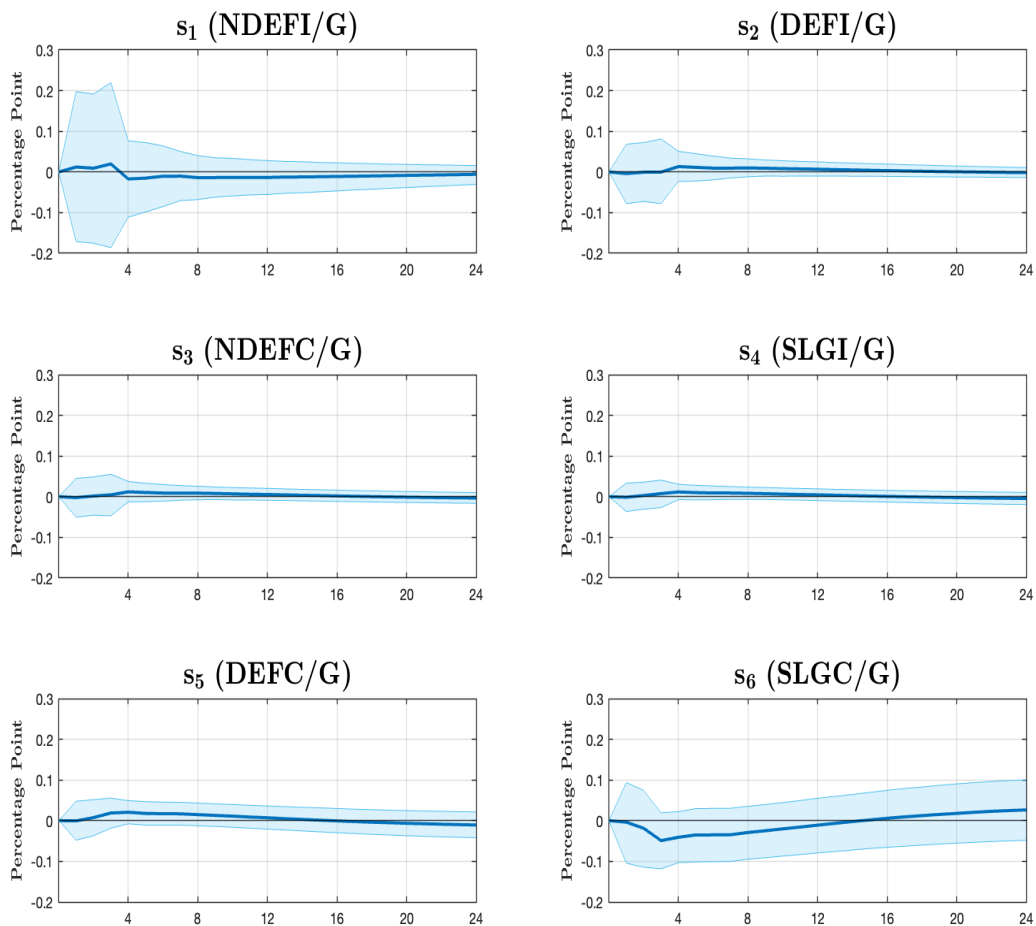 s₁ (NDEFI/G)
Percentage Point
0.3
0.2
0.1
0
-0.1
-0.2
4 8 12 16 20 24
s₂ (DEFI/G)
Percentage Point
0.3
0.2
0.1
0
-0.1
-0.2
4 8 12 16 20 24
s₃ (NDEFC/G)
Percentage Point
0.3
0.2
0.1
0
-0.1
-0.2
4 8 12 16 20 24
s₄ (SLGI/G)
Percentage Point
0.3
0.2
0.1
0
-0.1
-0.2
4 8 12 16 20 24
s₅ (DEFC/G)
Percentage Point
0.3
0.2
0.1
0
-0.1
-0.2
4 8 12 16 20 24
s₆ (SLGC/G)
Percentage Point
0.3
0.2
0.1
0
-0.1
-0.2
4 8 12 16 20 24